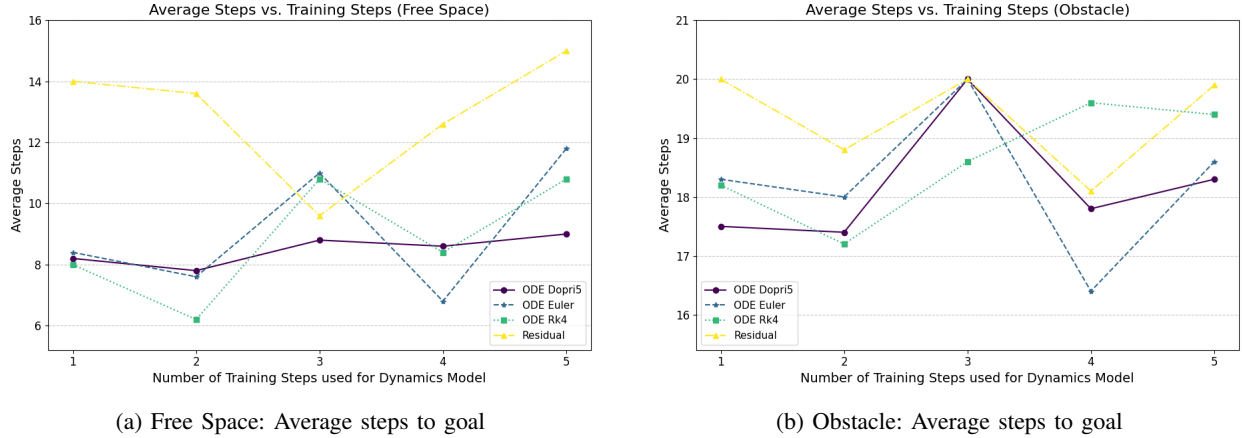 Average Steps vs. Training Steps (Free Space)
16
14
12
10
8
6
Average Steps
ODE Dopri5
ODE Euler
ODE Rk4
Residual
1 2 3 4 5
Number of Training Steps used for Dynamics Model
(a) Free Space: Average steps to goal
Average Steps vs. Training Steps (Obstacle)
21
20
19
18
17
16
Average Steps
ODE Dopri5
ODE Euler
ODE Rk4
Residual
1 2 3 4 5
Number of Training Steps used for Dynamics Model
(b) Obstacle: Average steps to goal